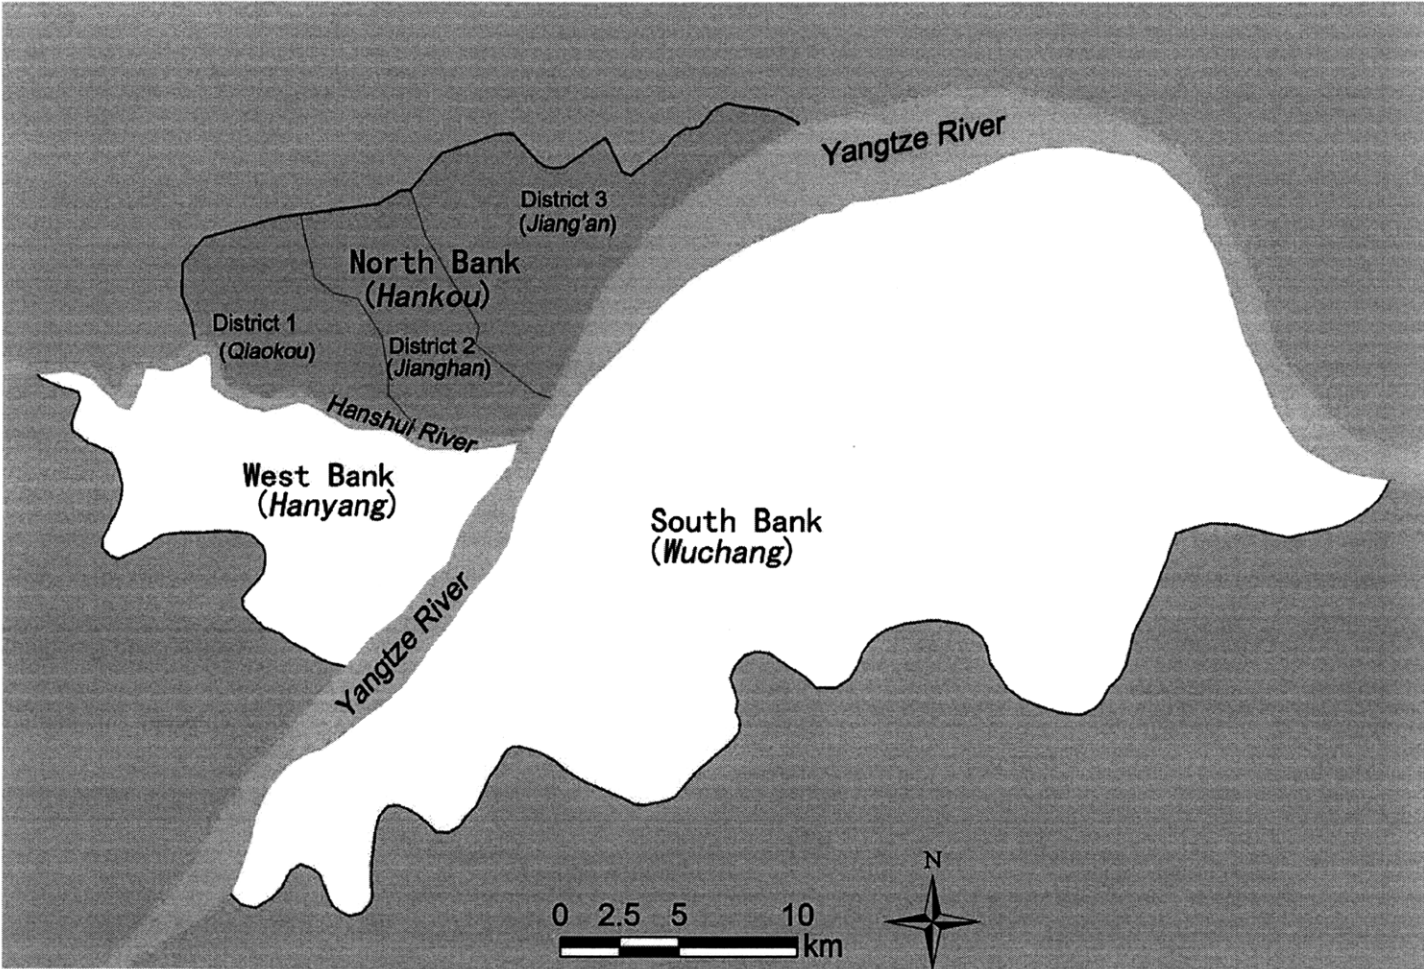 Yangtze River
District 3
(Jiang'an)
North Bank
(Hankou)
District 1
(Qiaokou)
District 2
(Jianghan)
Hanshui River
West Bank
(Hanyang)
South Bank
(Wuchang)
Yangtze River
N
0 2.5 5 10
km